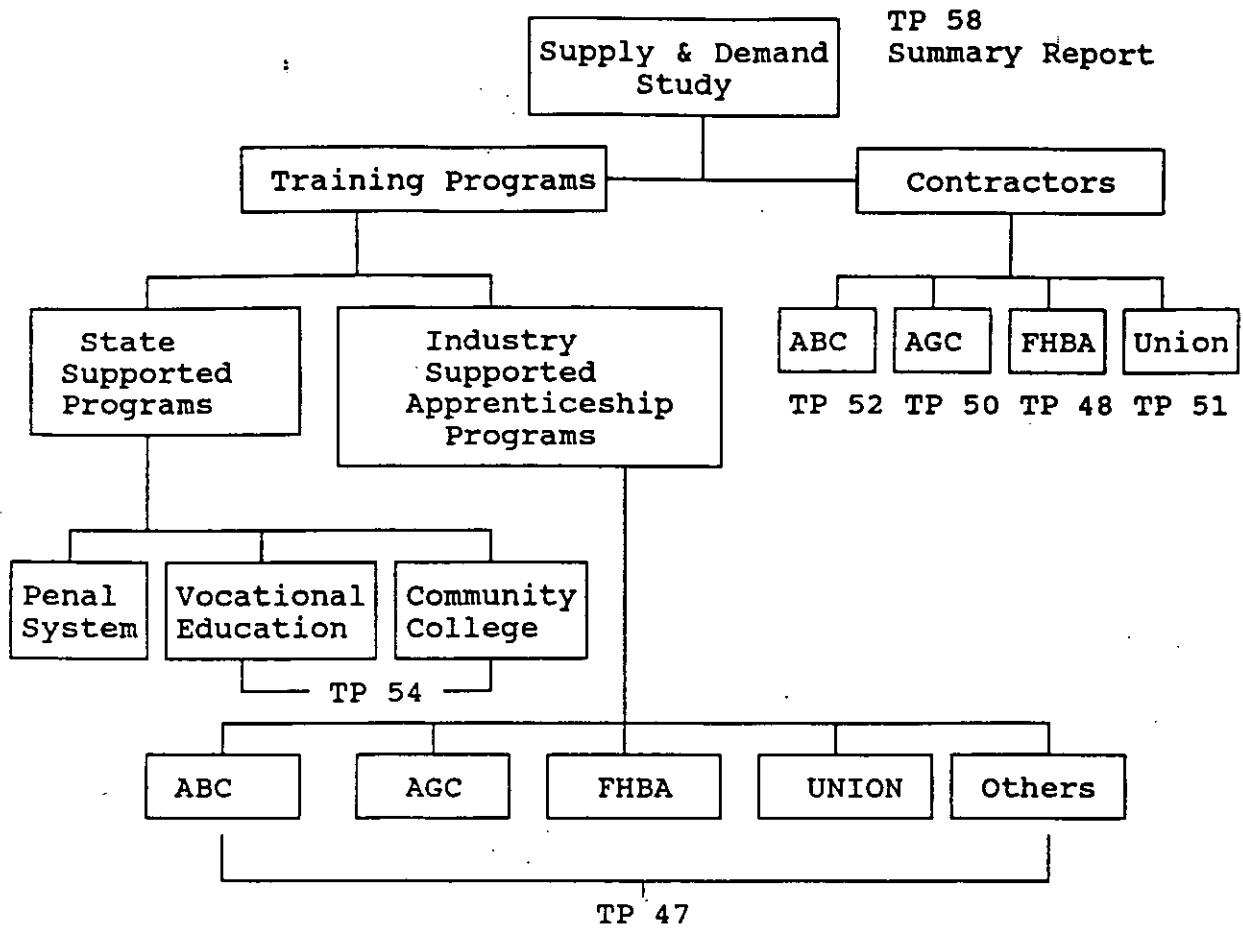 TP 58
Summary Report
Supply & Demand
Study
Training Programs
Contractors
State
Supported
Programs
Industry
Supported
Apprenticeship
Programs
ABC
AGC
FHBA
Union
TP 52
TP 50
TP 48
TP 51
Penal
System
Vocational
Education
Community
College
TP 54
ABC
AGC
FHBA
UNION
Others
TP 47